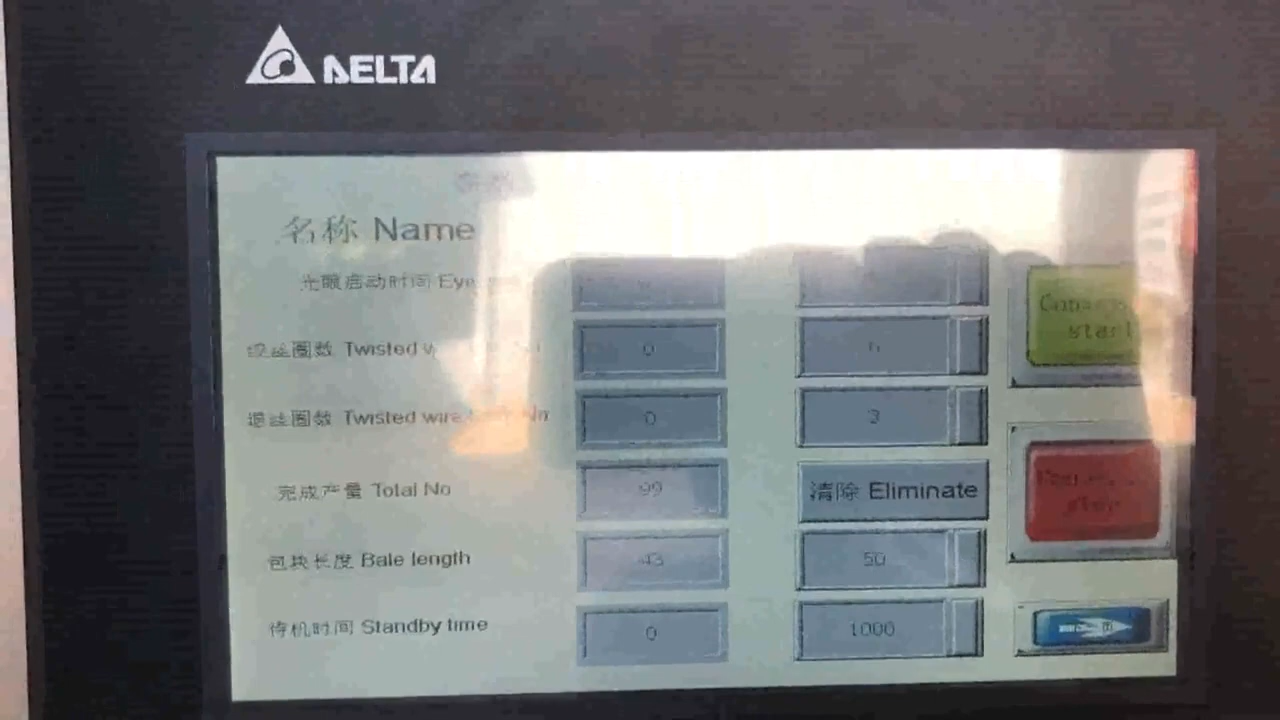 DELTA
名称 Name
光眼启动时间 Eye
绞丝圈数 Twisted
0
退丝圈数 Twisted wire
0 3
完成产量 Total No 99 清除 Eliminate
包块长度 Bale length 43 50
停机时间 Standby time 0 1000
start